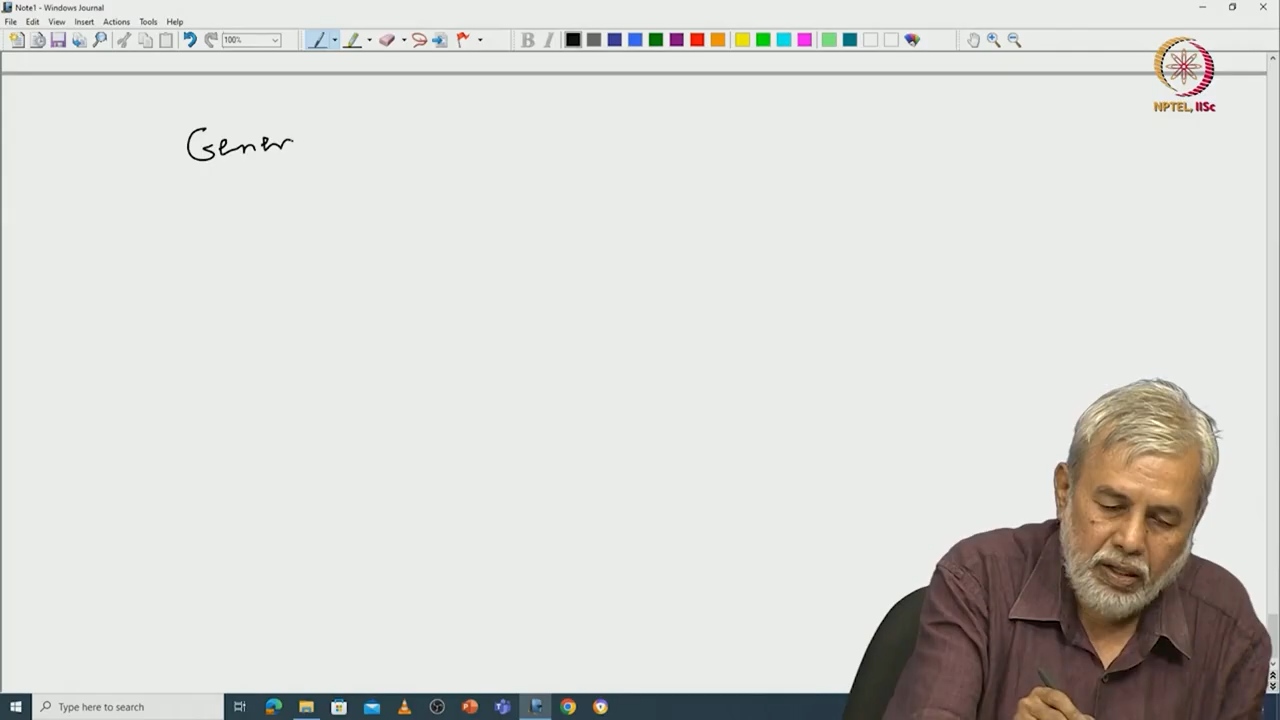 Note1 - Windows Journal
File Edit View Insert Actions Tools Help
100%
B I
NPTEL, IISc
Gener
Type here to search